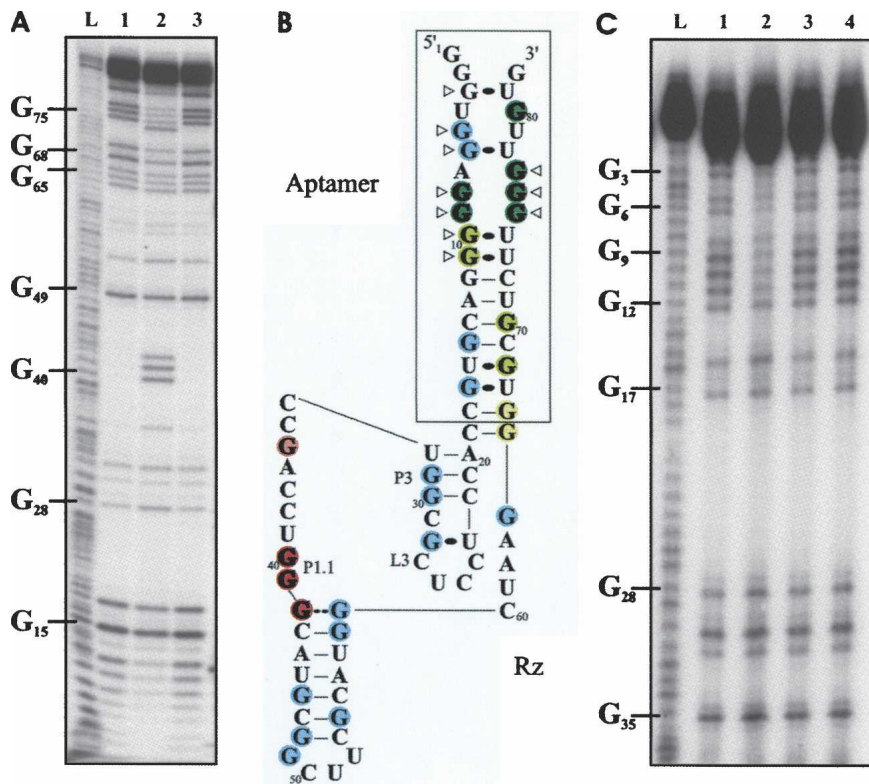 A
L 1 2 3
G75
G68
G65
G49
G40
G28
G15
B
Aptamer
5' 1 3'
G
G G
G U
U G 80
G U
G U
A G
G G
G G
10 G U
G U
G C
A U
C G 70
G C
U G
G U
C G
C G
C
C
G
A
C
C
U
40 G P1.1
G
U A 20
P3 G C
30 G C
C
G U
L3 C U C C
G
A
A
U
C 60
G G
C G
A U
U A
G C
C G
G C
G U
50 C U
Rz
C
L 1 2 3 4
G3
G6
G9
G12
G17
G28
G35